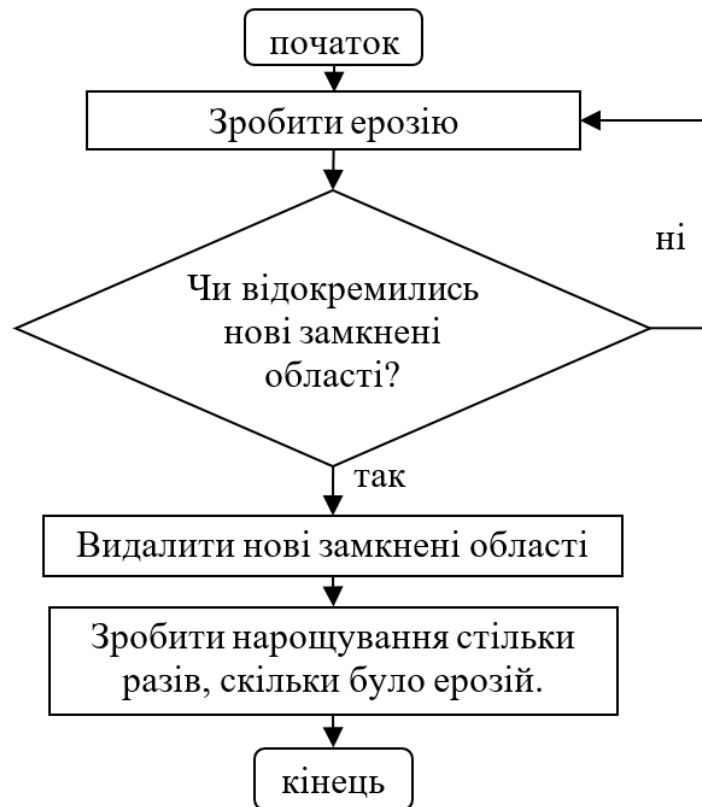 початок
Зробити ерозію
ні
Чи відокремились
нові замкнені
області?
так
Видалити нові замкнені області
Зробити нарощування стільки
разів, скільки було ерозій.
кінець